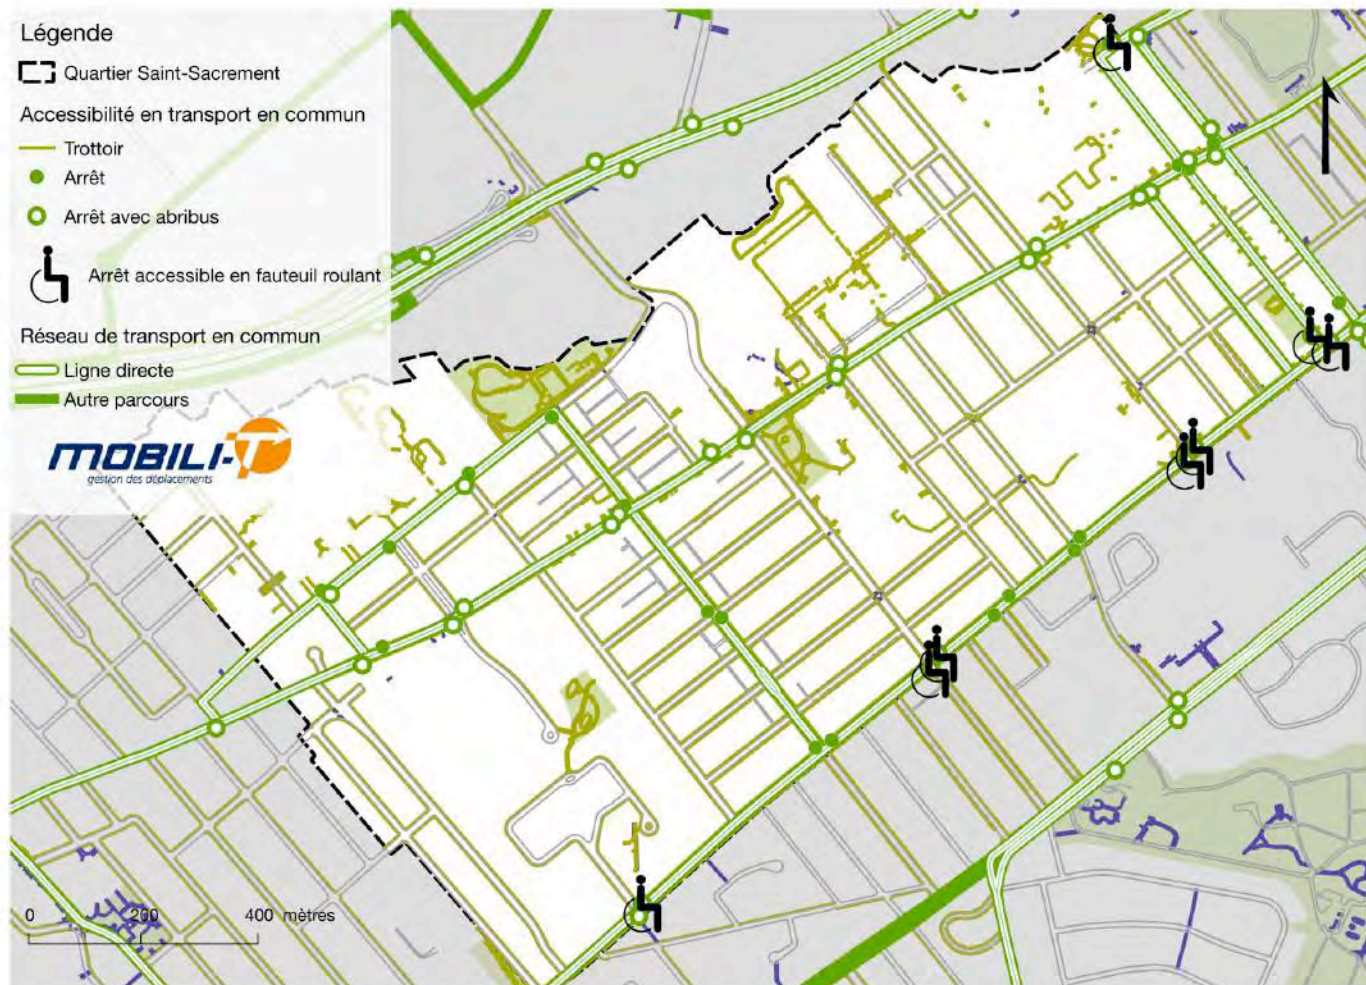 Légende
Quartier Saint-Sacrement
Accessibilité en transport en commun
Trottoir
Arrêt
Arrêt avec abribus
Arrêt accessible en fauteuil roulant
Réseau de transport en commun
Ligne directe
Autre parcours
MOBILI-T
gestion des déplacements
0 200 400 mètres